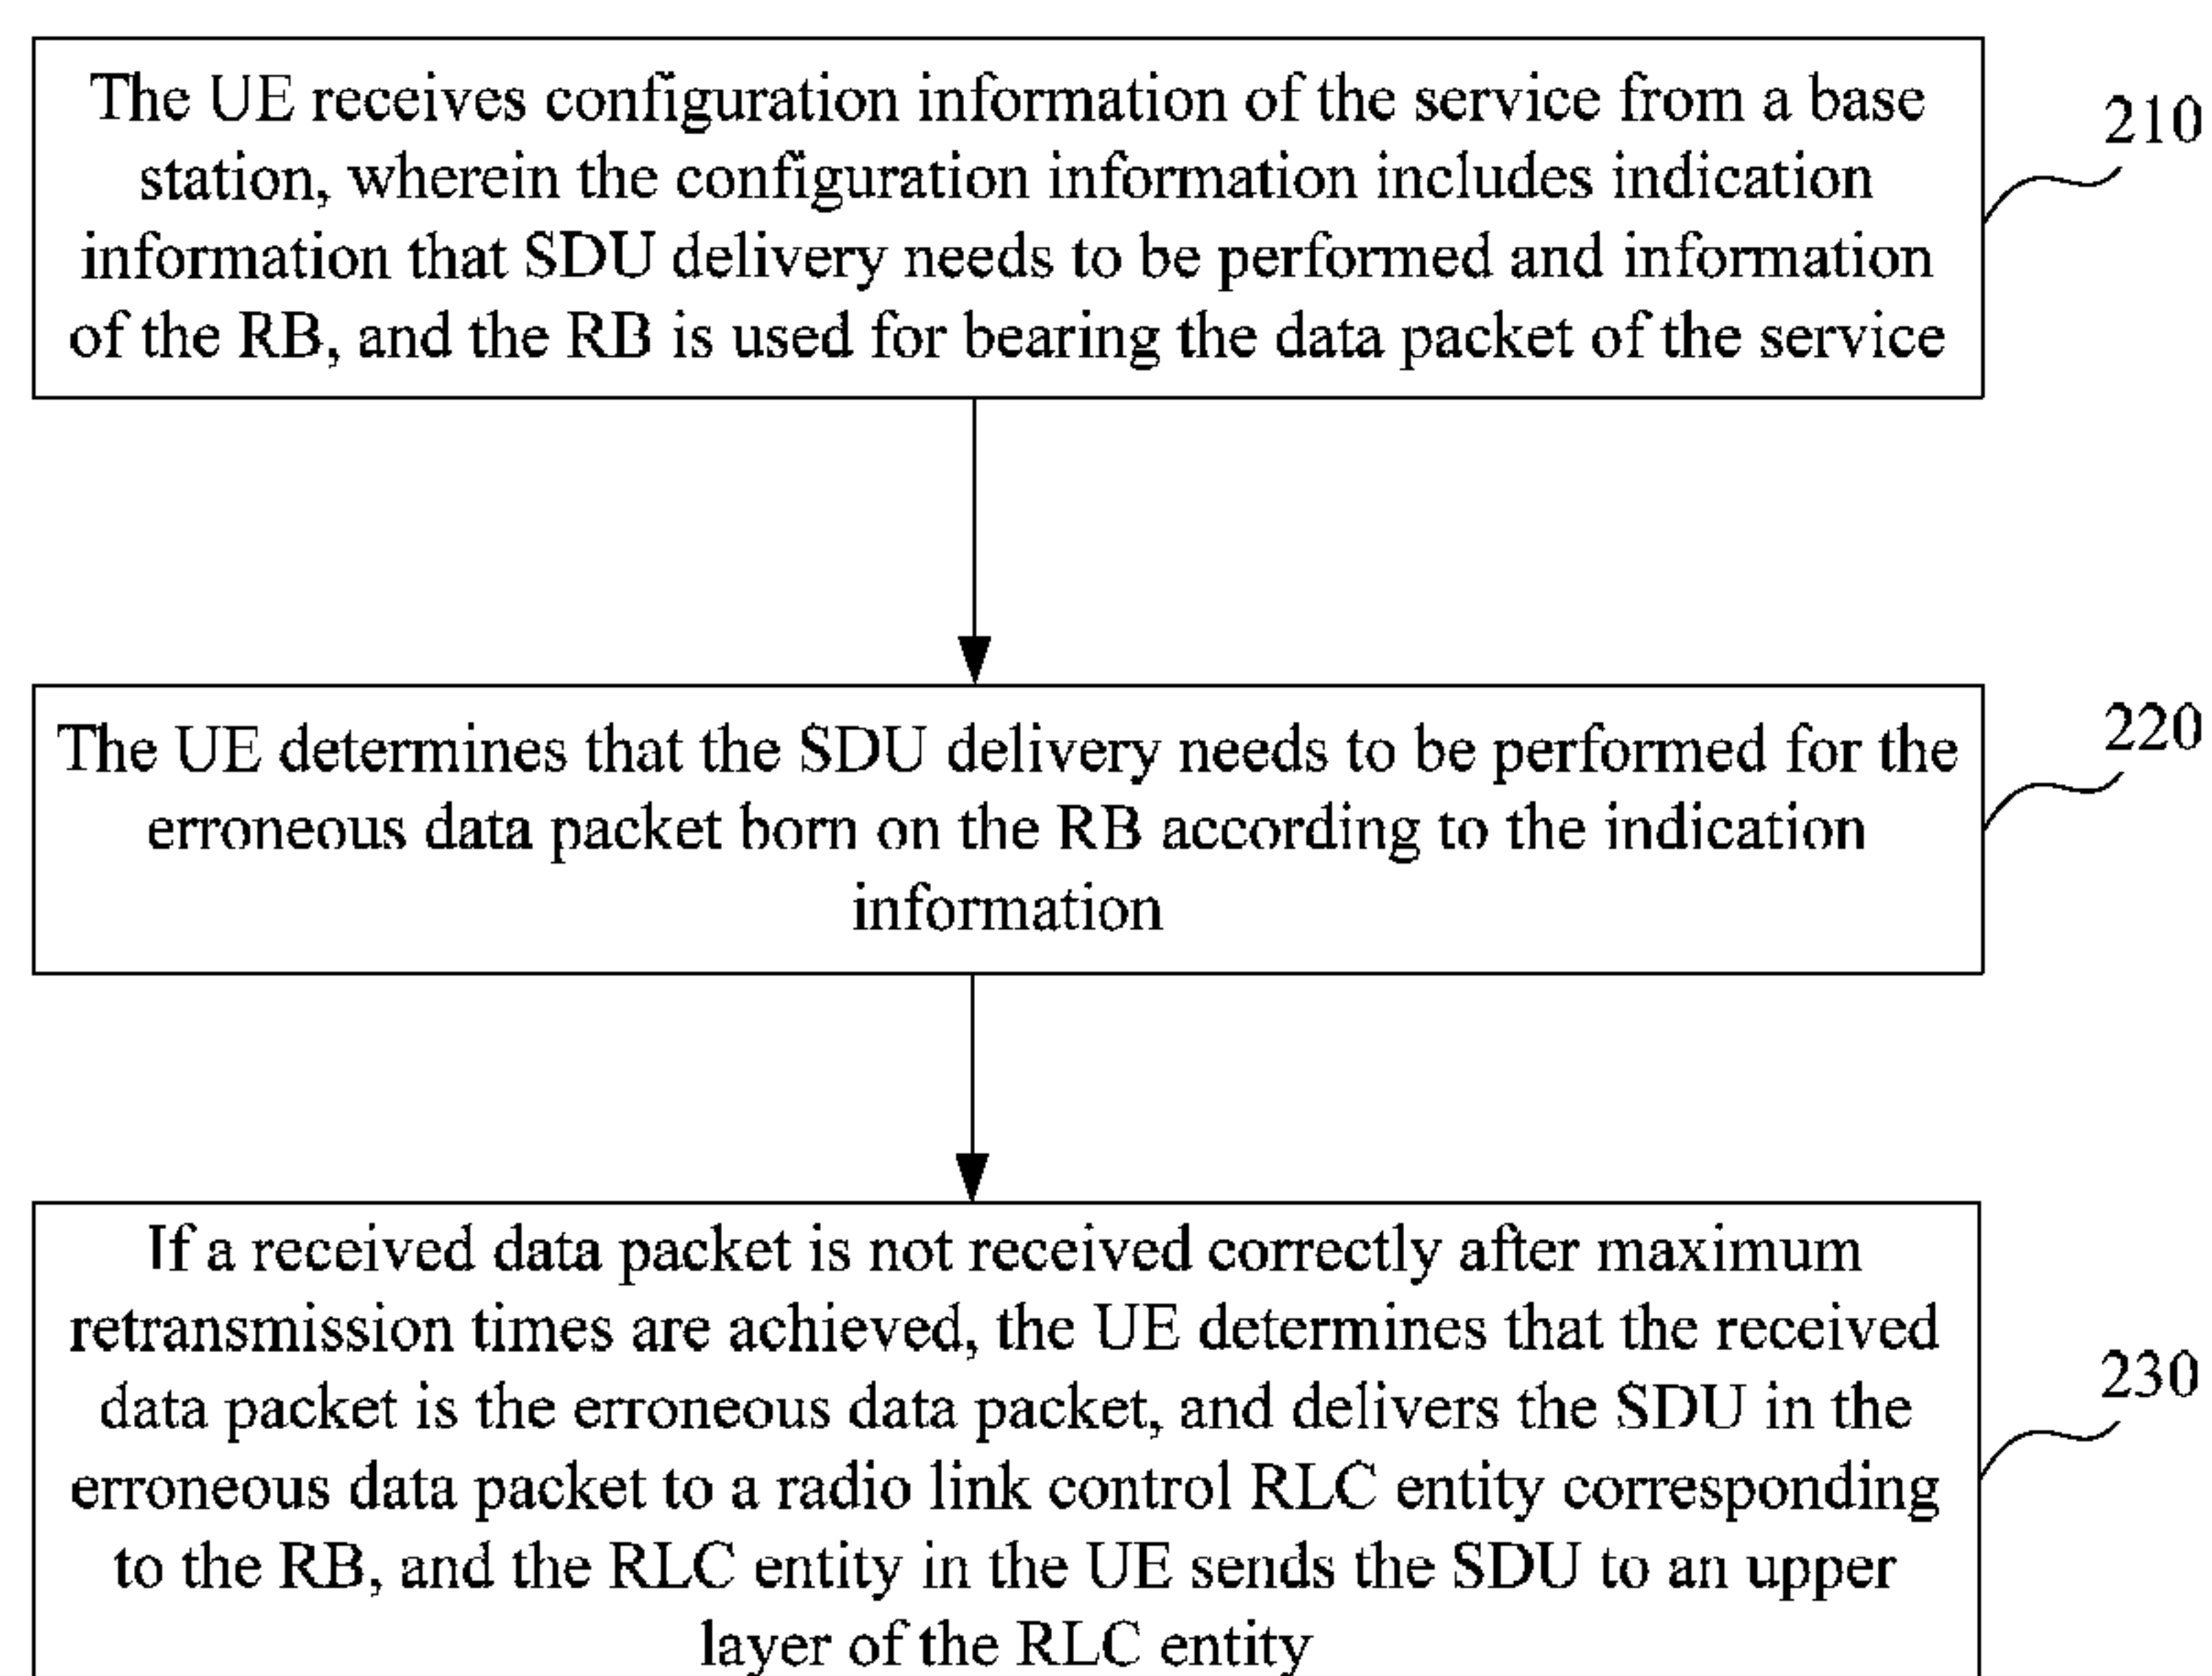 The UE receives configuration information of the service from a base
station, wherein the configuration information includes indication
information that SDU delivery needs to be performed and information
of the RB, and the RB is used for bearing the data packet of the service
210
The UE determines that the SDU delivery needs to be performed for the
erroneous data packet born on the RB according to the indication
information
220
If a received data packet is not received correctly after maximum
retransmission times are achieved, the UE determines that the received
data packet is the erroneous data packet, and delivers the SDU in the
erroneous data packet to a radio link control RLC entity corresponding
to the RB, and the RLC entity in the UE sends the SDU to an upper
layer of the RLC entity
230